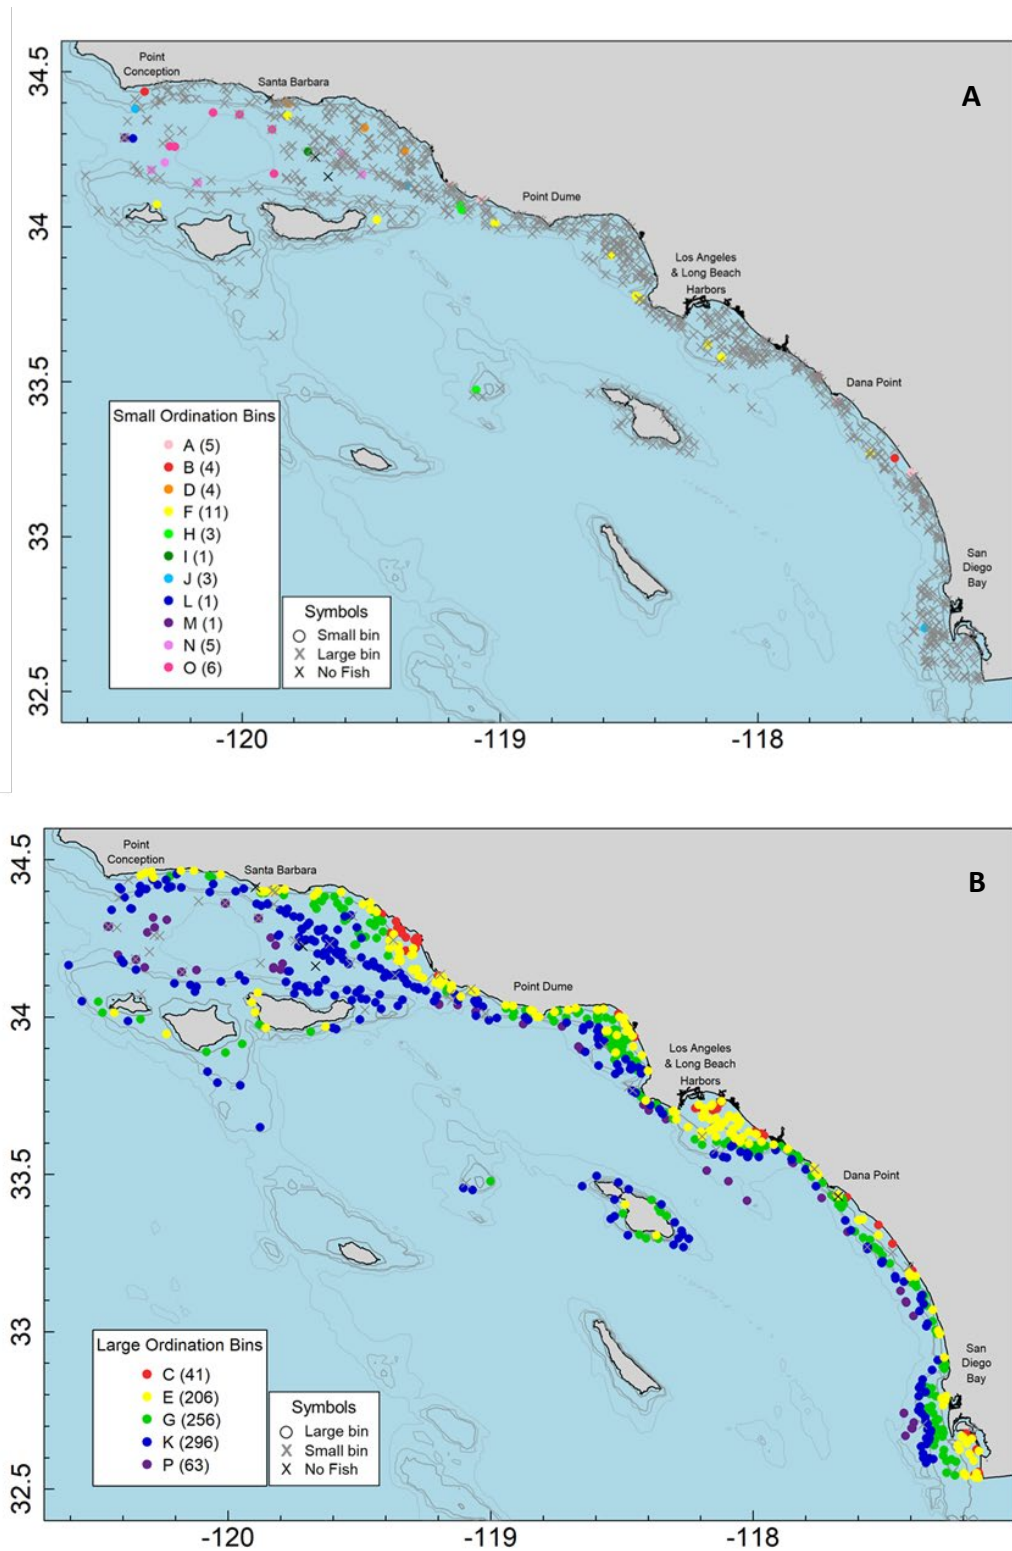 34.5
Point
Conception
Santa Barbara
A
34
Point Dume
Los Angeles
& Long Beach
Harbors
33.5
Dana Point
Small Ordination Bins
A (5)
B (4)
D (4)
F (11)
H (3)
I (1)
J (3)
L (1)
M (1)
N (5)
O (6)
33
San
Diego
Bay
Symbols
Small bin
Large bin
No Fish
32.5
-120
-119
-118
34.5
Point
Conception
Santa Barbara
B
34
Point Dume
Los Angeles
& Long Beach
Harbors
33.5
Dana Point
33
Large Ordination Bins
C (41)
E (206)
G (256)
K (296)
P (63)
San
Diego
Bay
Symbols
Large bin
Small bin
No Fish
32.5
-120
-119
-118